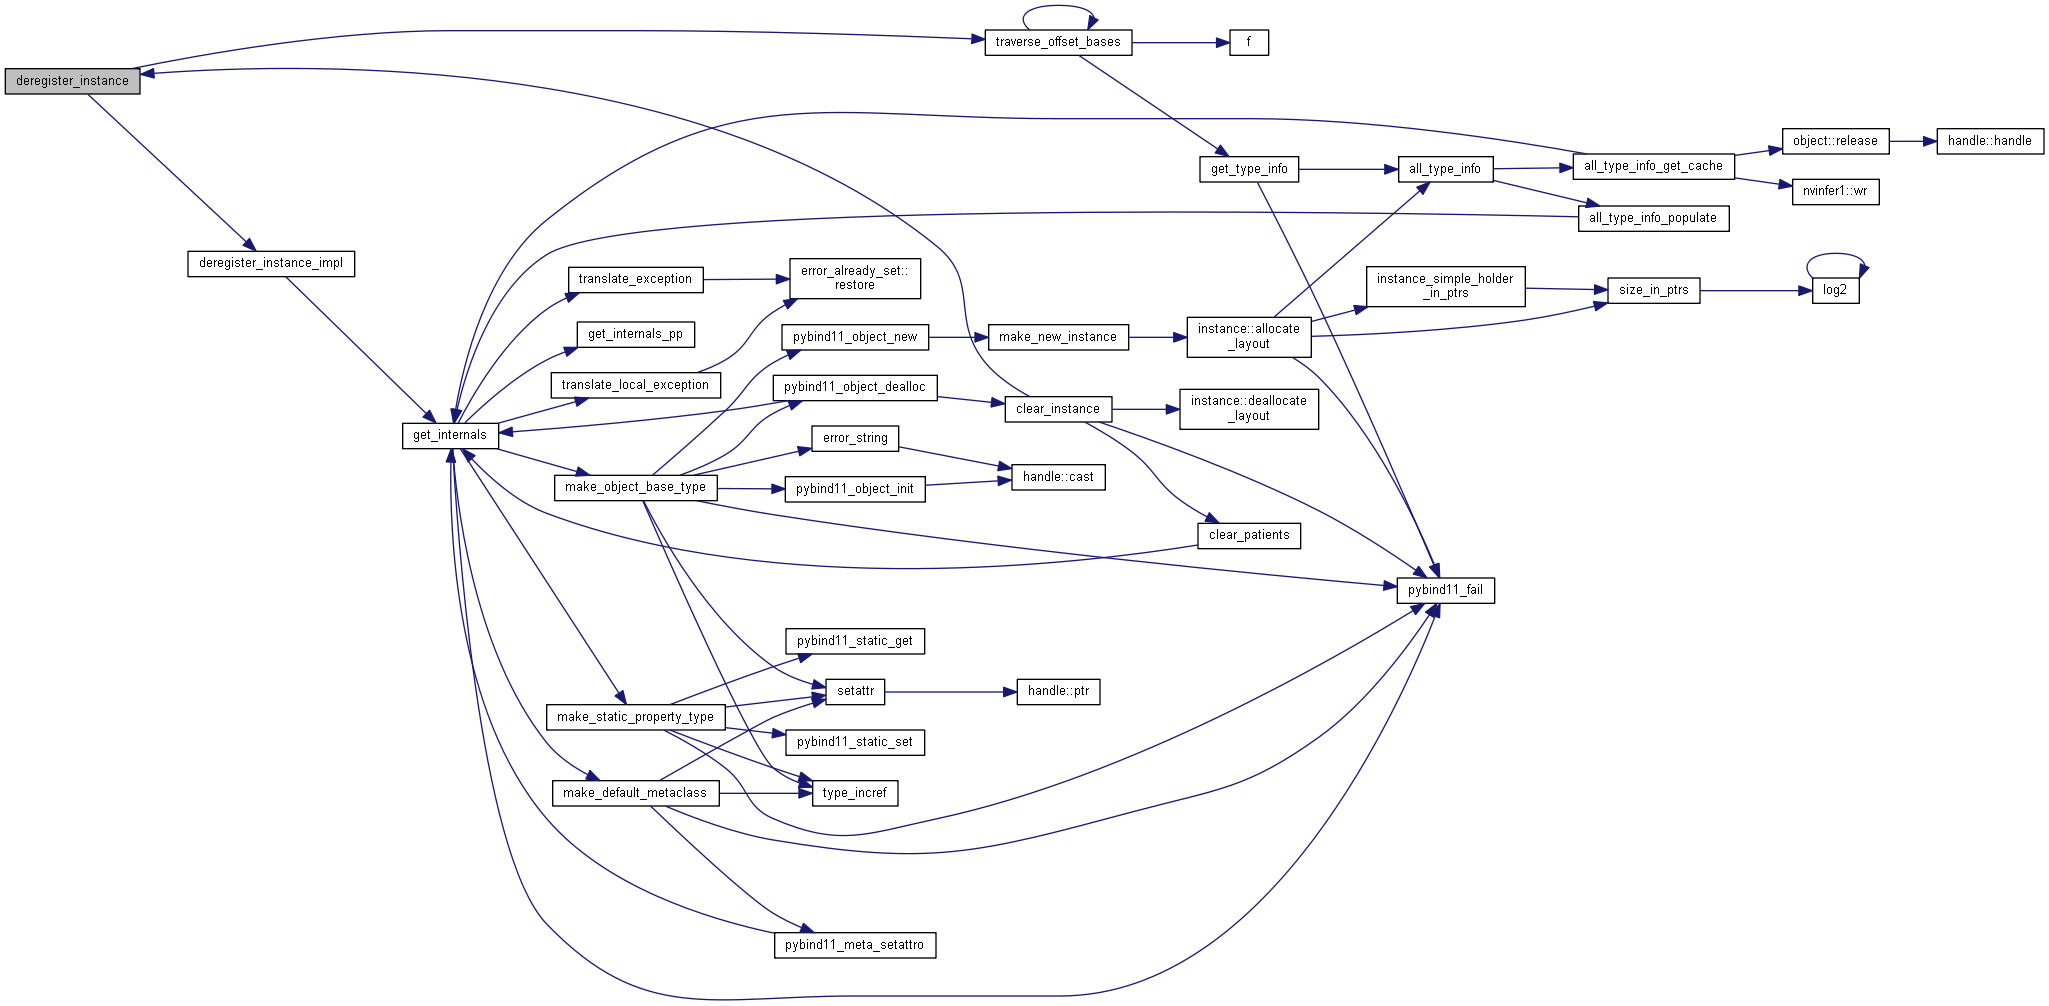 traverse_offset_bases
f
deregister_instance
object::release
handle::handle
get_type_info
all_type_info
all_type_info_get_cache
nvinfer1::wr
all_type_info_populate
deregister_instance_impl
translate_exception
error_already_set::
restore
instance_simple_holder
_in_ptrs
size_in_ptrs
log2
get_internals_pp
pybind11_object_new
make_new_instance
instance::allocate
_layout
translate_local_exception
pybind11_object_dealloc
clear_instance
instance::deallocate
_layout
get_internals
error_string
handle::cast
make_object_base_type
pybind11_object_init
clear_patients
pybind11_fail
pybind11_static_get
setattr
handle::ptr
make_static_property_type
pybind11_static_set
make_default_metaclass
type_incref
pybind11_meta_setattro